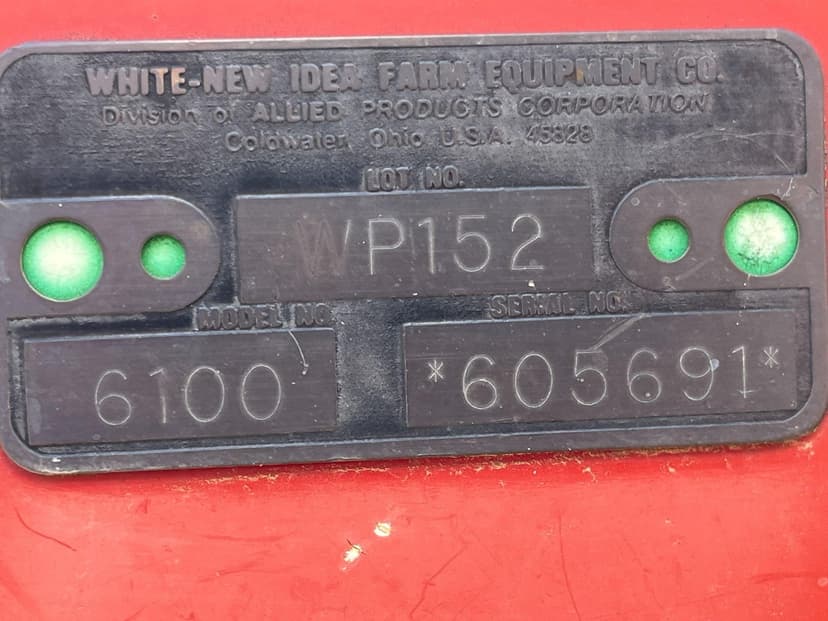 WHITE-NEW IDEA FARM EQUIPMENT CO.
Division of ALLIED PRODUCTS CORPORATION
Coldwater, Ohio U.S.A. 45828
LOT NO.
WP152
MODEL NO.
6100
SERIAL NO.
*605691*